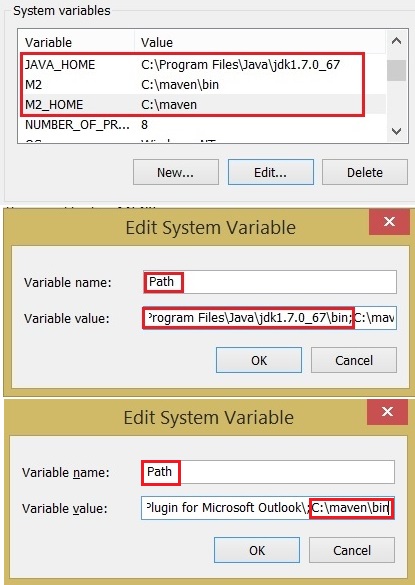 System variables
Variable Value
JAVA_HOME C:\Program Files\Java\jdk1.7.0_67
M2 C:\maven\bin
M2_HOME C:\maven
NUMBER_OF_PR... 8
New... Edit... Delete
Edit System Variable
Variable name: Path
Variable value: Program Files\Java\jdk1.7.0_67\bin;C:\mav
OK Cancel
Edit System Variable
Variable name: Path
Variable value: Plugin for Microsoft Outlook\;C:\maven\bin
OK Cancel